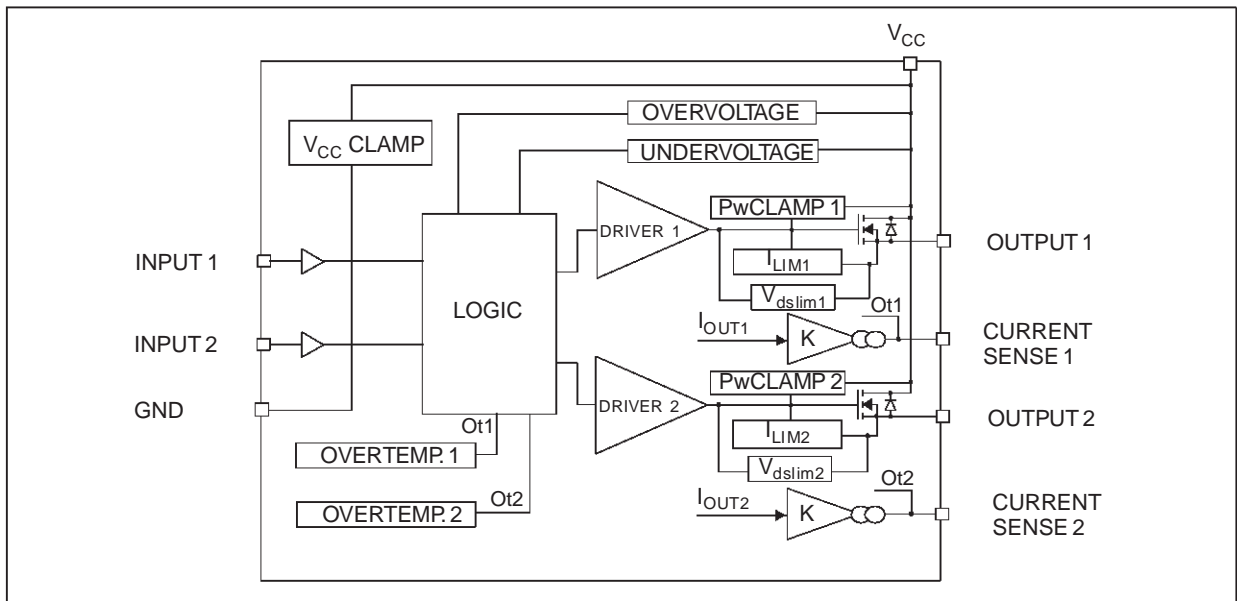 VCC
OVERVOLTAGE
VCC CLAMP
UNDERVOLTAGE
PwCLAMP 1
DRIVER 1
OUTPUT 1
INPUT 1
ILIM1
LOGIC
Vdslim1
Ot1
IOUT1
K
CURRENT
SENSE 1
INPUT 2
PwCLAMP 2
GND
DRIVER 2
OUTPUT 2
Ot1
ILIM2
OVERTEMP. 1
Vdslim2
Ot2
Ot2
IOUT2
K
CURRENT
SENSE 2
OVERTEMP. 2